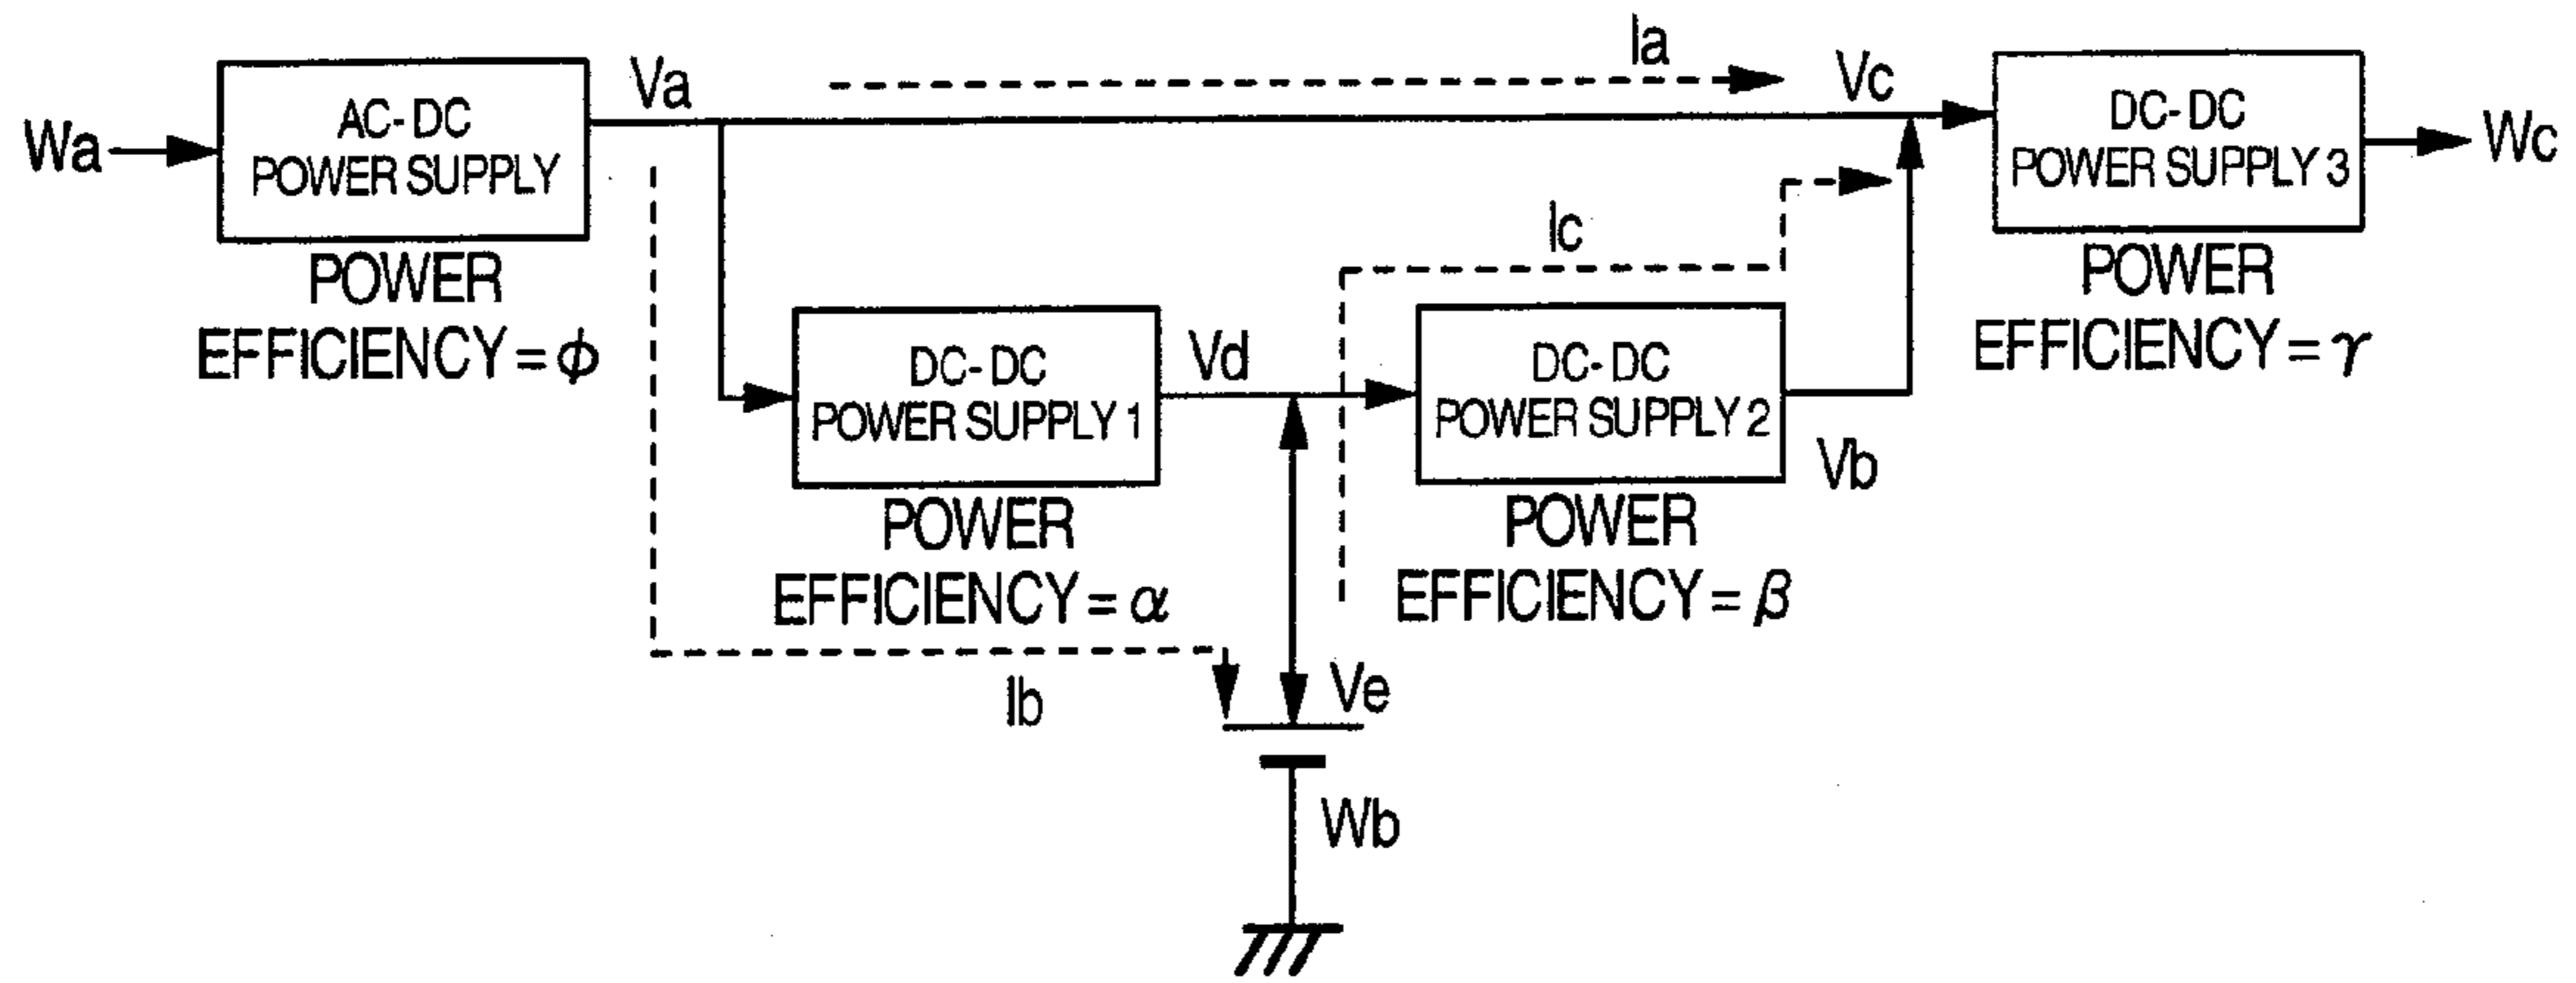 Ia
Va
Vc
Wa
AC-DC
POWER SUPPLY
DC-DC
POWER SUPPLY 3
Wc
POWER
EFFICIENCY = φ
Ic
POWER
EFFICIENCY = γ
DC-DC
POWER SUPPLY 1
Vd
DC-DC
POWER SUPPLY 2
Vb
POWER
EFFICIENCY = α
POWER
EFFICIENCY = β
Ib
Ve
Wb